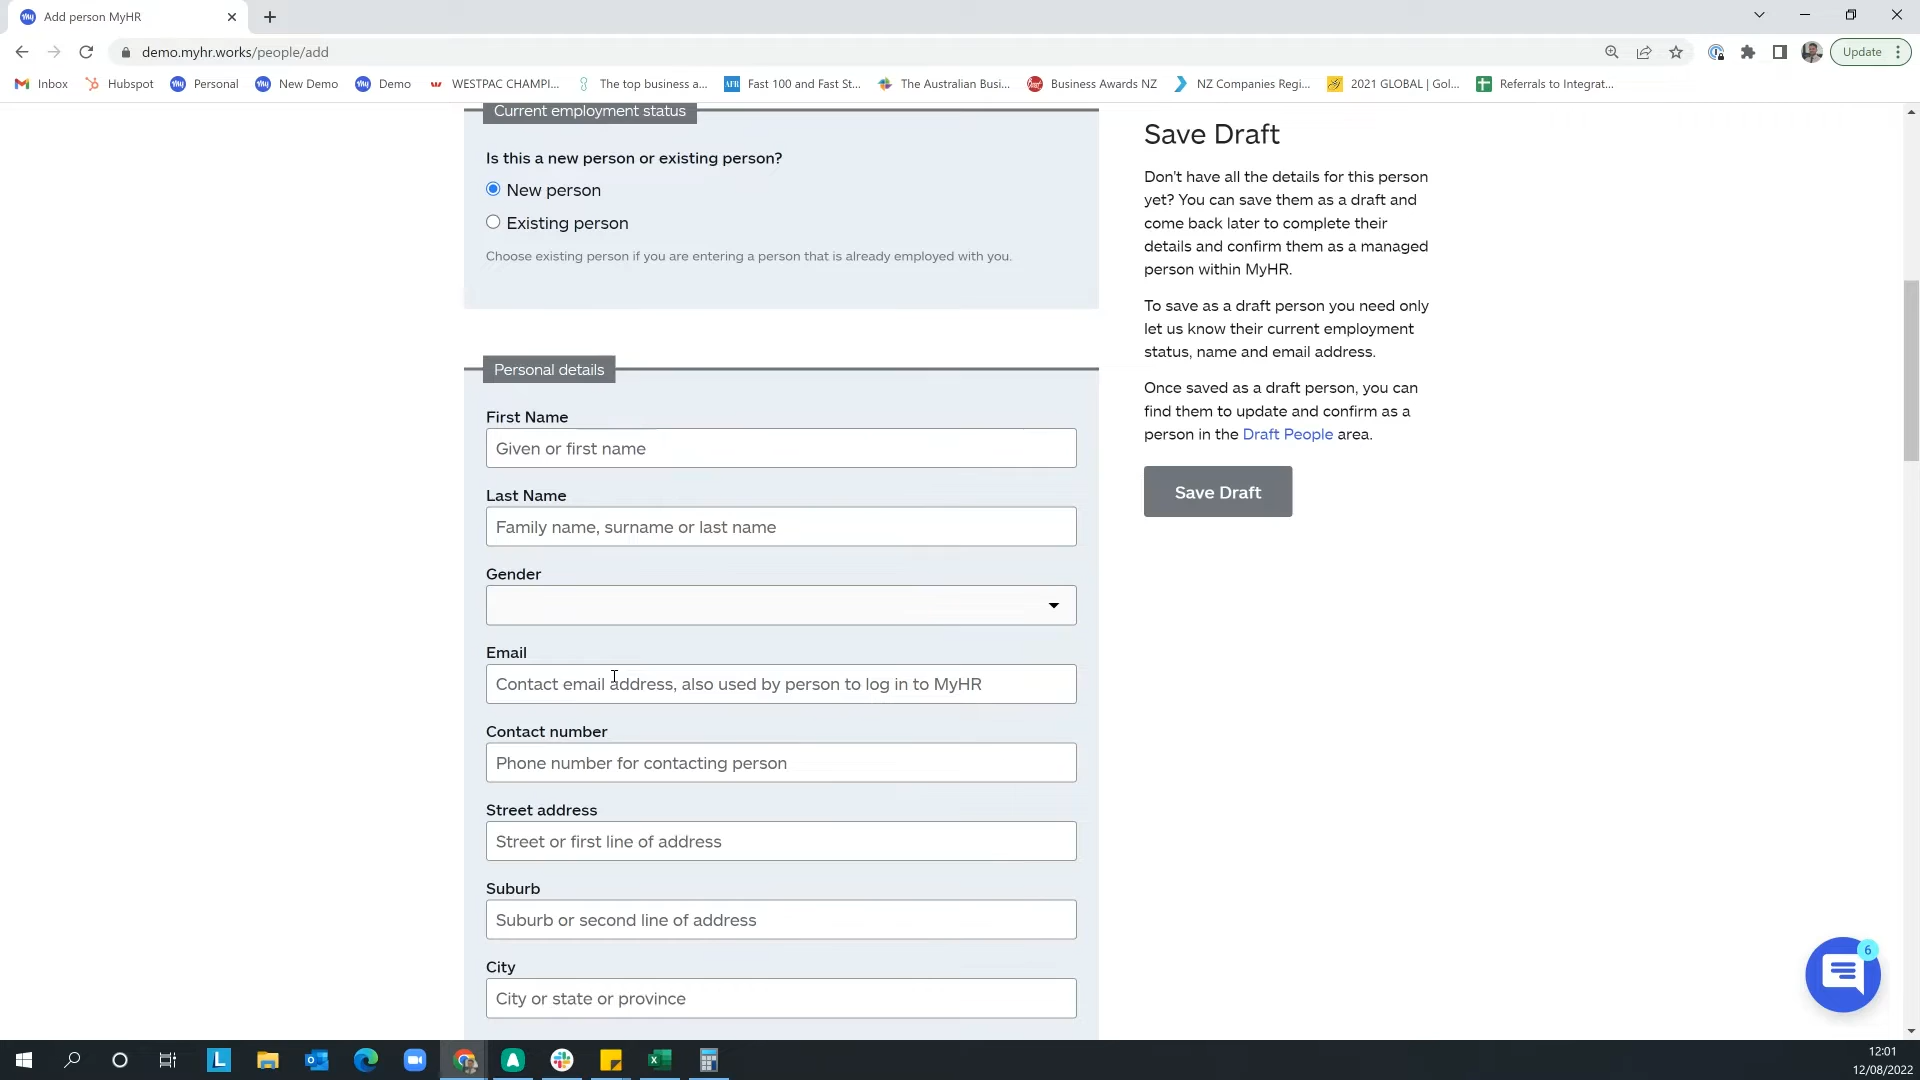 Add person MyHR
demo.myhr.works/people/add
Update
Inbox
Hubspot
Personal
New Demo
Demo
WESTPAC CHAMPI...
The top business a...
AFR
Fast 100 and Fast St...
The Australian Busi...
Business Awards NZ
NZ Companies Regi...
2021 GLOBAL | Gol...
Referrals to Integrat...
Current employment status
Is this a new person or existing person?
New person
Existing person
Choose existing person if you are entering a person that is already employed with you.
Personal details
First Name
Given or first name
Last Name
Family name, surname or last name
Gender
Email
Contact email address, also used by person to log in to MyHR
Contact number
Phone number for contacting person
Street address
Street or first line of address
Suburb
Suburb or second line of address
City
City or state or province
Save Draft
Don't have all the details for this person
yet? You can save them as a draft and
come back later to complete their
details and confirm them as a managed
person within MyHR.
To save as a draft person you need only
let us know their current employment
status, name and email address.
Once saved as a draft person, you can
find them to update and confirm as a
person in the Draft People area.
Save Draft
6
12:01
12/08/2022